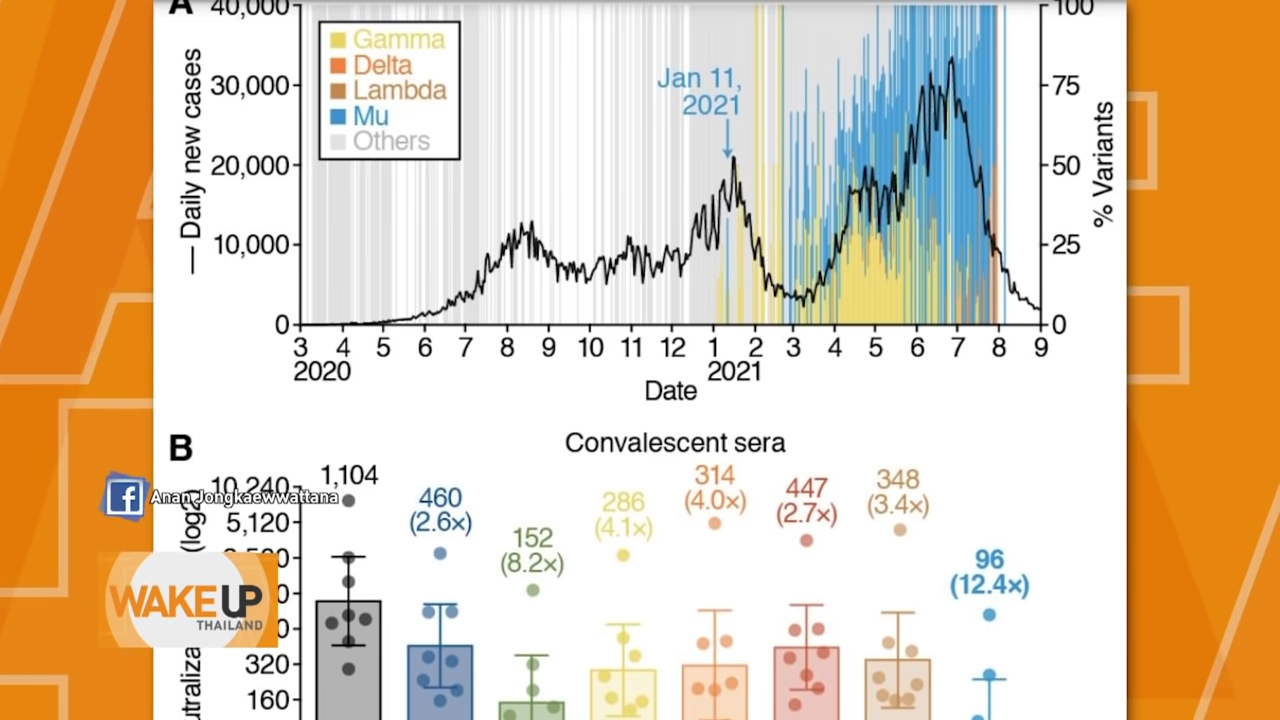 A
40,000
30,000
20,000
10,000
0
— Daily new cases
Gamma
Delta
Lambda
Mu
Others
Jan 11,
2021
100
75
50
25
0
% Variants
3 4 5 6 7 8 9 10 11 12 1 2 3 4 5 6 7 8 9
2020 2021
Date
B
Convalescent sera
10,240
5,120
320
160
(log2)
1,104
460
(2.6×)
152
(8.2×)
286
(4.1×)
314
(4.0×)
447
(2.7×)
348
(3.4×)
96
(12.4×)
Anan Jongkaewwattana
WAKE UP
THAILAND